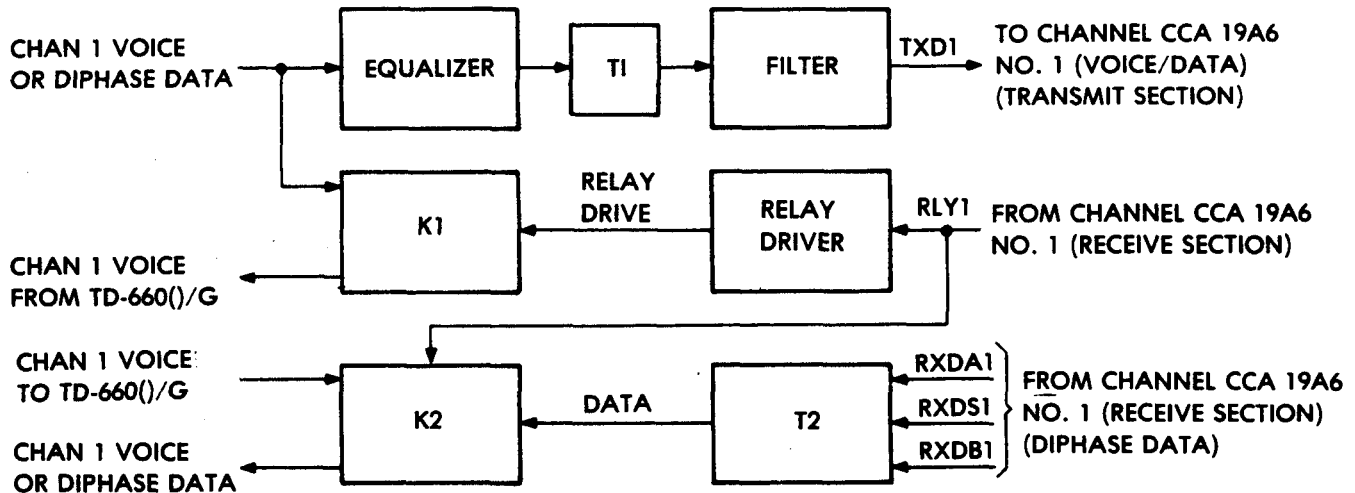 CHAN 1 VOICE
OR DIPHASE DATA
EQUALIZER
T1
FILTER
TXD1
TO CHANNEL CCA 19A6
NO. 1 (VOICE/DATA)
(TRANSMIT SECTION)
K1
RELAY
DRIVE
RELAY
DRIVER
RLY1
FROM CHANNEL CCA 19A6
NO. 1 (RECEIVE SECTION)
CHAN 1 VOICE
FROM TD-660()/G
CHAN 1 VOICE
TO TD-660()/G
K2
DATA
T2
RXDA1
RXDS1
RXDB1
FROM CHANNEL CCA 19A6
NO. 1 (RECEIVE SECTION)
(DIPHASE DATA)
CHAN 1 VOICE
OR DIPHASE DATA